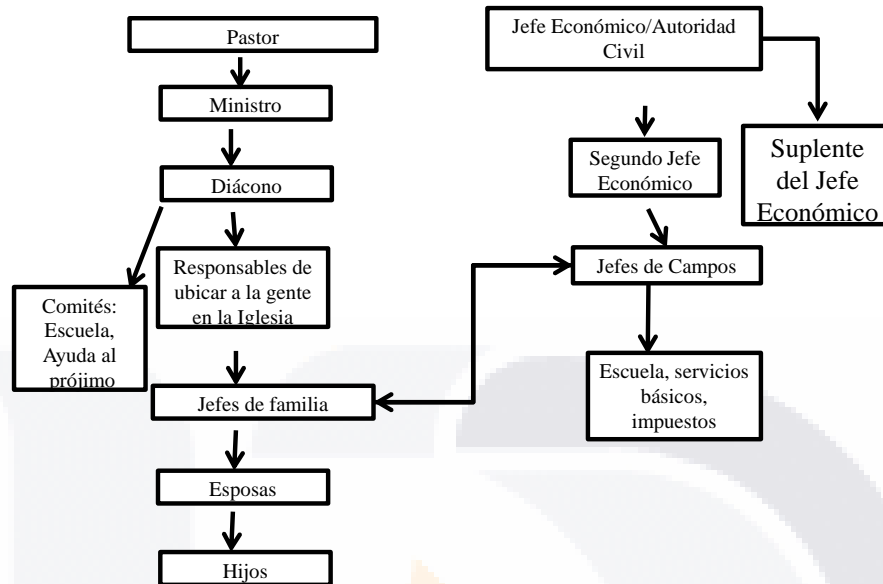 Pastor
Ministro
Diácono
Responsables de
ubicar a la gente
en la Iglesia
Comités:
Escuela,
Ayuda al
prójimo
Jefes de familia
Esposas
Hijos
Jefe Económico/Autoridad
Civil
Segundo Jefe
Económico
Suplente
del Jefe
Económico
Jefes de Campos
Escuela, servicios
básicos,
impuestos